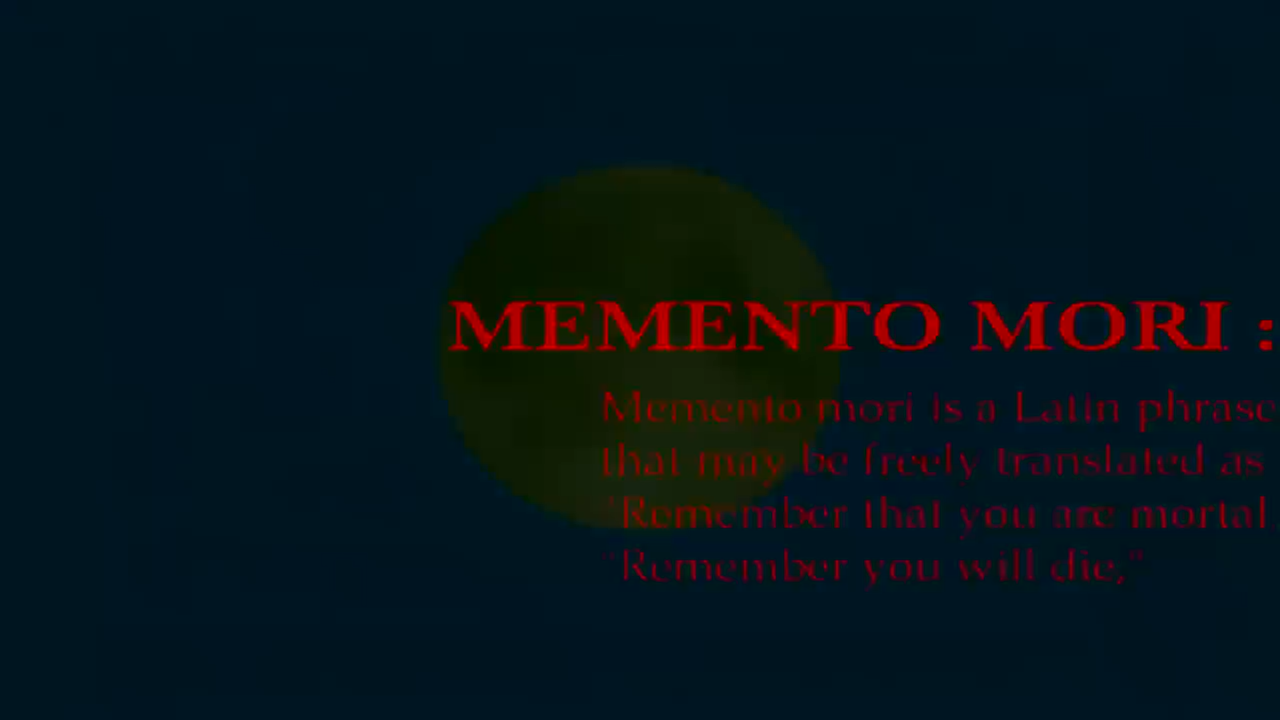 MEMENTO MORI :
Memento mori is a Latin phrase
that may be freely translated as
"Remember that you are mortal
"Remember you will die,"